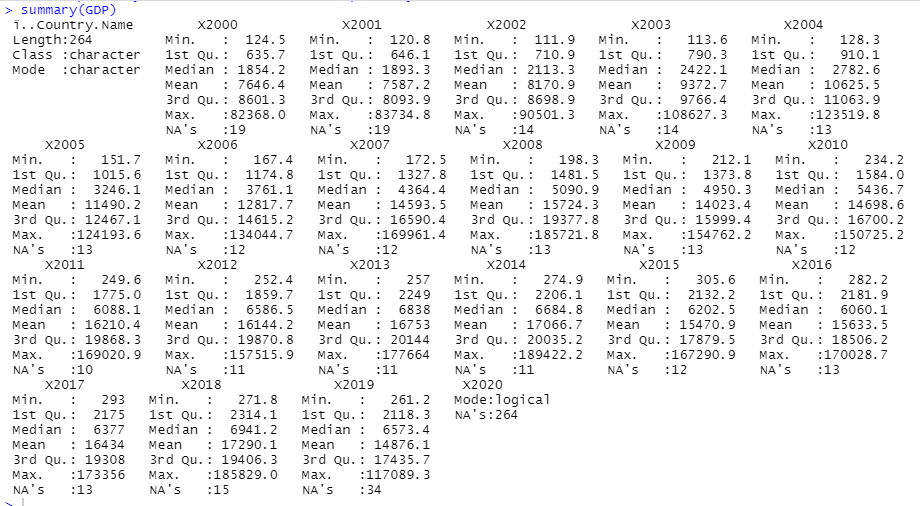 > summary(GDP)
ï..Country.Name X2000 X2001 X2002 X2003 X2004
Length:264 Min. : 124.5 Min. : 120.8 Min. : 111.9 Min. : 113.6 Min. : 128.3
Class :character 1st Qu.: 635.7 1st Qu.: 646.1 1st Qu.: 710.9 1st Qu.: 790.3 1st Qu.: 910.1
Mode :character Median : 1854.2 Median : 1893.3 Median : 2113.3 Median : 2422.1 Median : 2782.6
Mean : 7646.4 Mean : 7587.2 Mean : 8170.9 Mean : 9372.7 Mean : 10625.5
3rd Qu.: 8601.3 3rd Qu.: 8093.9 3rd Qu.: 8698.9 3rd Qu.: 9766.4 3rd Qu.: 11063.9
Max. :82368.0 Max. :83734.8 Max. :90501.3 Max. :108627.3 Max. :123519.8
NA's :19 NA's :19 NA's :14 NA's :14 NA's :13
X2005 X2006 X2007 X2008 X2009 X2010
Min. : 151.7 Min. : 167.4 Min. : 172.5 Min. : 198.3 Min. : 212.1 Min. : 234.2
1st Qu.: 1015.6 1st Qu.: 1174.8 1st Qu.: 1327.8 1st Qu.: 1481.5 1st Qu.: 1373.8 1st Qu.: 1584.0
Median : 3246.1 Median : 3761.1 Median : 4364.4 Median : 5090.9 Median : 4950.3 Median : 5436.7
Mean : 11490.2 Mean : 12817.7 Mean : 14593.5 Mean : 15724.3 Mean : 14023.4 Mean : 14698.6
3rd Qu.: 12467.1 3rd Qu.: 14615.2 3rd Qu.: 16590.4 3rd Qu.: 19377.8 3rd Qu.: 15999.4 3rd Qu.: 16700.2
Max. :124193.6 Max. :134044.7 Max. :169961.4 Max. :185721.8 Max. :154762.2 Max. :150725.2
NA's :13 NA's :12 NA's :12 NA's :13 NA's :13 NA's :12
X2011 X2012 X2013 X2014 X2015 X2016
Min. : 249.6 Min. : 252.4 Min. : 257 Min. : 274.9 Min. : 305.6 Min. : 282.2
1st Qu.: 1775.0 1st Qu.: 1859.7 1st Qu.: 2249 1st Qu.: 2206.1 1st Qu.: 2132.2 1st Qu.: 2181.9
Median : 6088.1 Median : 6586.5 Median : 6838 Median : 6684.8 Median : 6202.5 Median : 6060.1
Mean : 16210.4 Mean : 16144.2 Mean : 16753 Mean : 17066.7 Mean : 15470.9 Mean : 15633.5
3rd Qu.: 19868.3 3rd Qu.: 19870.8 3rd Qu.: 20144 3rd Qu.: 20035.2 3rd Qu.: 17879.5 3rd Qu.: 18506.2
Max. :169020.9 Max. :157515.9 Max. :177664 Max. :189422.2 Max. :167290.9 Max. :170028.7
NA's :10 NA's :11 NA's :11 NA's :11 NA's :12 NA's :13
X2017 X2018 X2019 X2020
Min. : 293 Min. : 271.8 Min. : 261.2 Mode:logical
1st Qu.: 2175 1st Qu.: 2314.1 1st Qu.: 2118.3 NA's:264
Median : 6377 Median : 6941.2 Median : 6573.4
Mean : 16434 Mean : 17290.1 Mean : 14876.1
3rd Qu.: 19308 3rd Qu.: 19406.3 3rd Qu.: 17435.7
Max. :173356 Max. :185829.0 Max. :117089.3
NA's :13 NA's :15 NA's :34
>